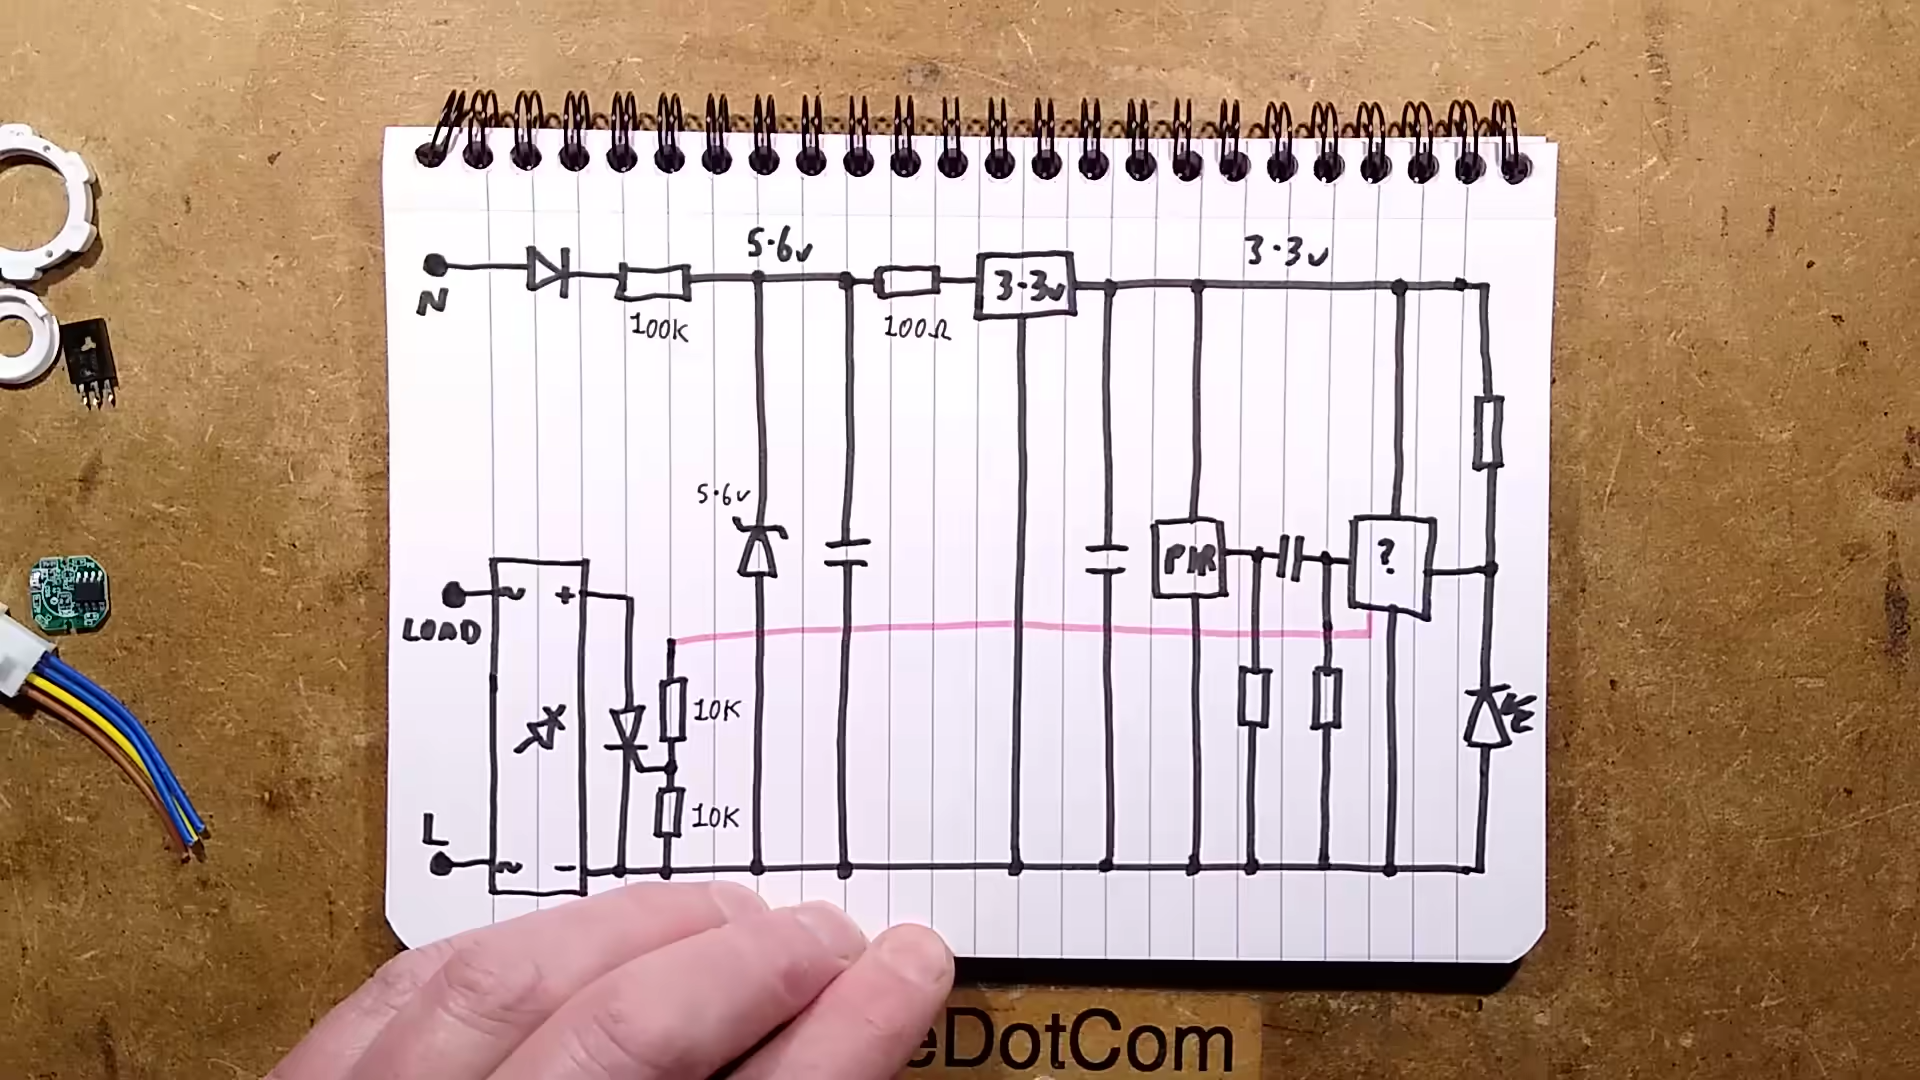 5·6v
3·3v
N
100K
100Ω
3·3v
5·6v
PIR
?
~ +
LOAD
10K
10K
L
~ -
eDotCom